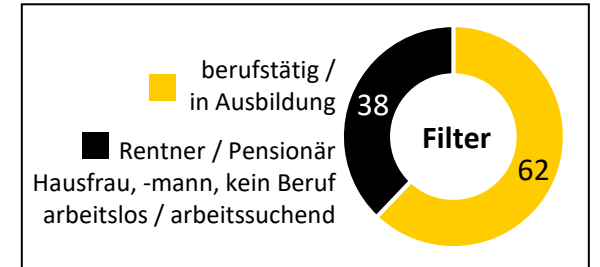 berufstätig /
in Ausbildung
Rentner / Pensionär
Hausfrau, -mann, kein Beruf
arbeitslos / arbeitssuchend
38
Filter
62